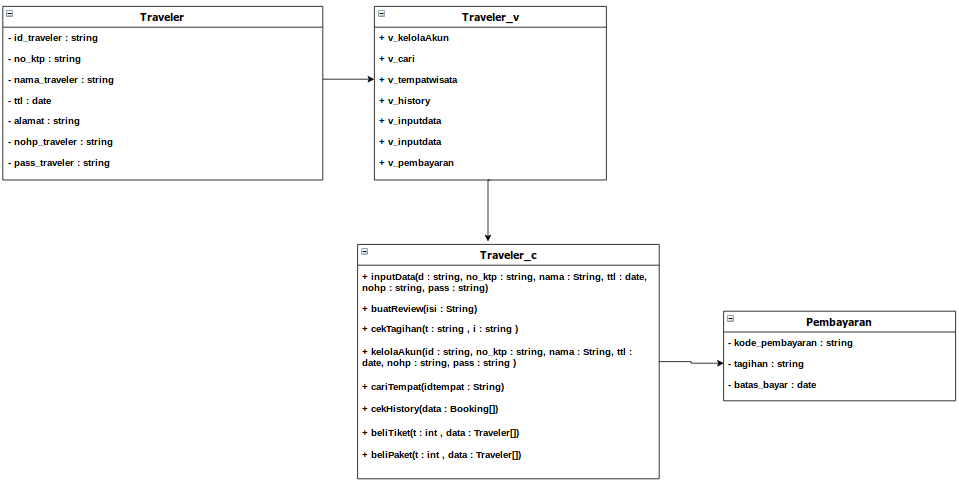 Traveler
- id_traveler : string
- no_ktp : string
- nama_traveler : string
- ttl : date
- alamat : string
- nohp_traveler : string
- pass_traveler : string
Traveler_v
+ v_kelolaAkun
+ v_cari
+ v_tempatwisata
+ v_history
+ v_inputdata
+ v_inputdata
+ v_pembayaran
Traveler_c
+ inputData(d : string, no_ktp : string, nama : String, ttl : date,
nohp : string, pass : string)
+ buatReview(isi : String)
+ cekTagihan(t : string , i : string )
+ kelolaAkun(id : string, no_ktp : string, nama : String, ttl :
date, nohp : string, pass : string )
+ cariTempat(idtempat : String)
+ cekHistory(data : Booking[])
+ beliTiket(t : int , data : Traveler[])
+ beliPaket(t : int , data : Traveler[])
Pembayaran
- kode_pembayaran : string
- tagihan : string
- batas_bayar : date